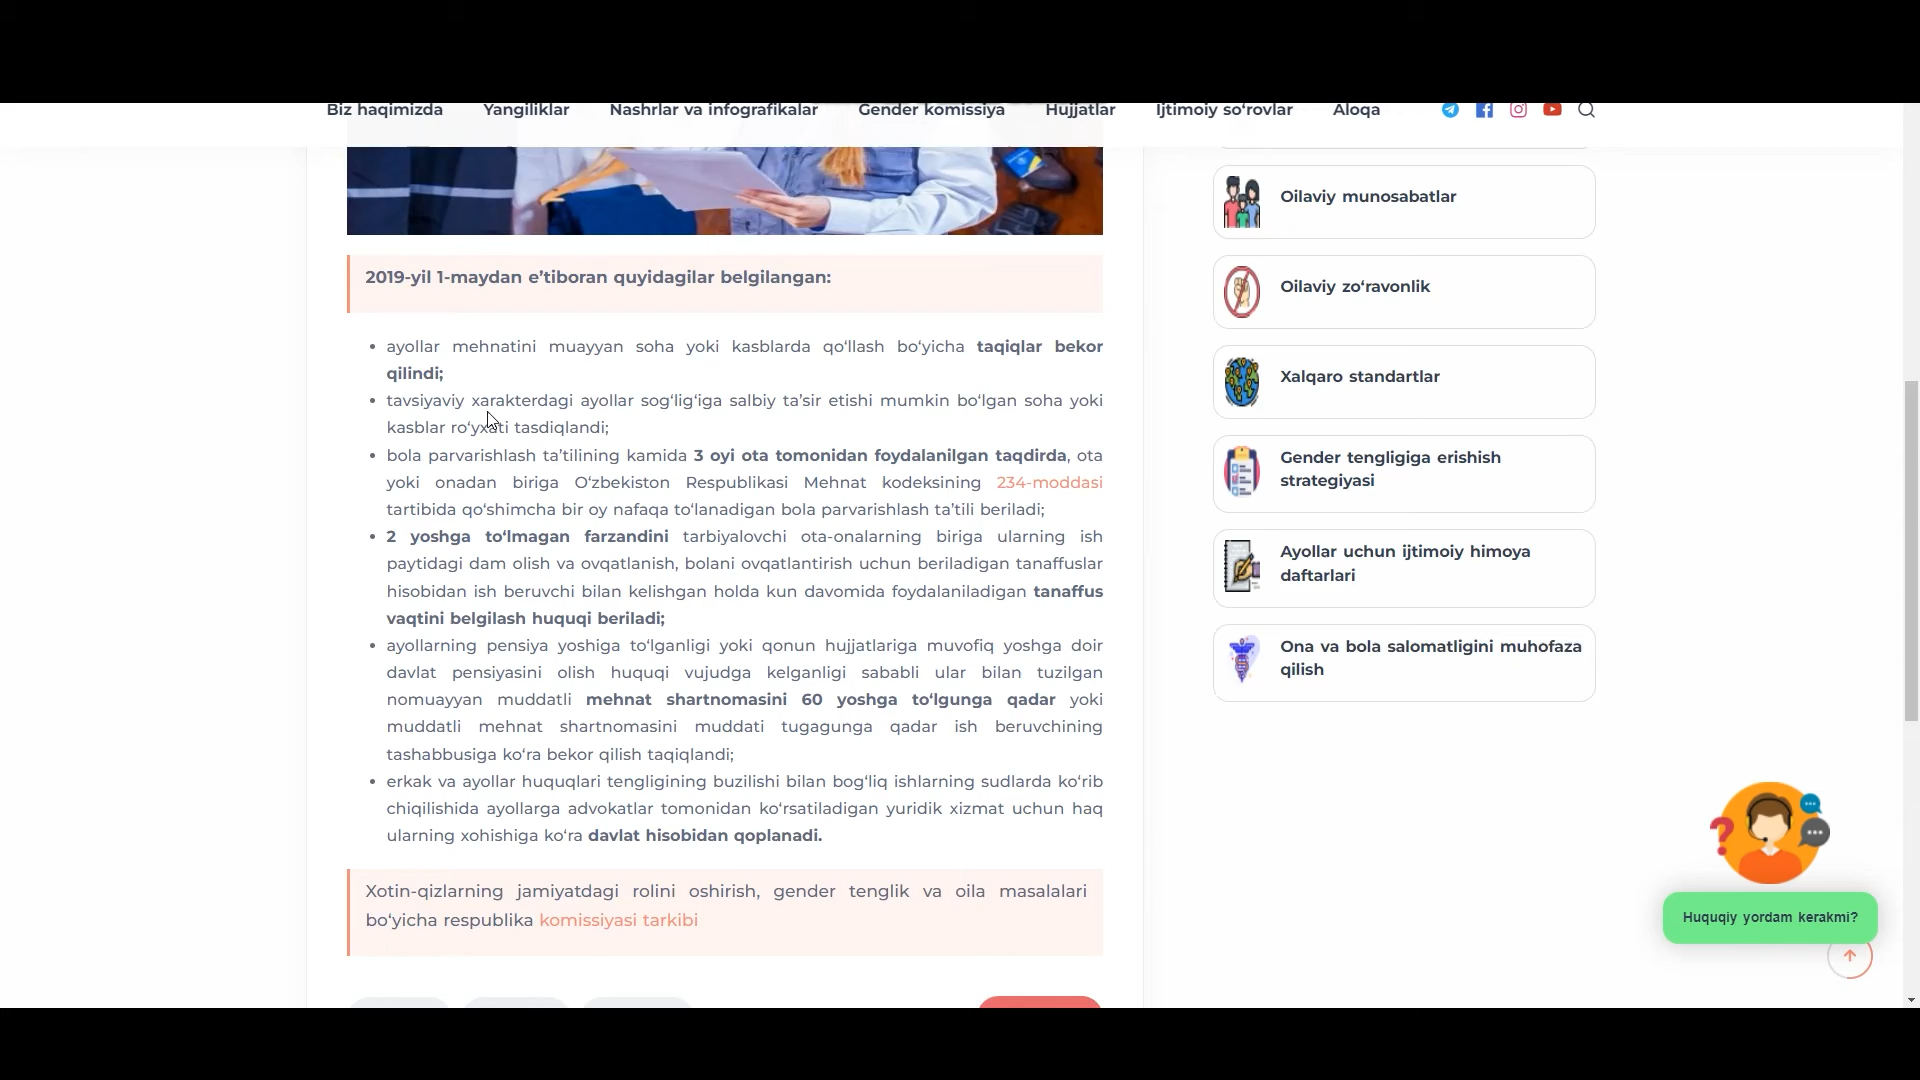 Biz haqimizda Yangiliklar Nashrlar va infografikalar Gender komissiya Hujjatlar Ijtimoiy so‘rovlar Aloqa
2019-yil 1-maydan e’tiboran quyidagilar belgilangan:
• ayollar mehnatini muayyan soha yoki kasblarda qo‘llash bo‘yicha taqiqlar bekor
qilindi;
• tavsiyaviy xarakterdagi ayollar sog‘lig‘iga salbiy ta’sir etishi mumkin bo‘lgan soha yoki
kasblar ro‘yxati tasdiqlandi;
• bola parvarishlash ta’tilining kamida 3 oyi ota tomonidan foydalanilgan taqdirda, ota
yoki onadan biriga O‘zbekiston Respublikasi Mehnat kodeksining 234-moddasi
tartibida qo‘shimcha bir oy nafaqa to‘lanadigan bola parvarishlash ta’tili beriladi;
• 2 yoshga to‘lmagan farzandini tarbiyalovchi ota-onalarning biriga ularning ish
paytidagi dam olish va ovqatlanish, bolani ovqatlantirish uchun beriladigan tanaffuslar
hisobidan ish beruvchi bilan kelishgan holda kun davomida foydalaniladigan tanaffus
vaqtini belgilash huquqi beriladi;
• ayollarning pensiya yoshiga to‘lganligi yoki qonun hujjatlariga muvofiq yoshga doir
davlat pensiyasini olish huquqi vujudga kelganligi sababli ular bilan tuzilgan
nomuayyan muddatli mehnat shartnomasini 60 yoshga to‘lgunga qadar yoki
muddatli mehnat shartnomasini muddati tugagunga qadar ish beruvchining
tashabbusiga ko‘ra bekor qilish taqiqlandi;
• erkak va ayollar huquqlari tengligining buzilishi bilan bog‘liq ishlarning sudlarda ko‘rib
chiqilishida ayollarga advokatlar tomonidan ko‘rsatiladigan yuridik xizmat uchun haq
ularning xohishiga ko‘ra davlat hisobidan qoplanadi.
Xotin-qizlarning jamiyatdagi rolini oshirish, gender tenglik va oila masalalari
bo‘yicha respublika komissiyasi tarkibi
Oilaviy munosabatlar
Oilaviy zo‘ravonlik
Xalqaro standartlar
Gender tengligiga erishish
strategiyasi
Ayollar uchun ijtimoiy himoya
daftarlari
Ona va bola salomatligini muhofaza
qilish
Huquqiy yordam kerakmi?